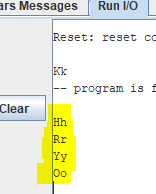 ars Messages Run I/O
Reset: reset co
Kk
-- program is f
Clear
Hh
Rr
Yy
Oo